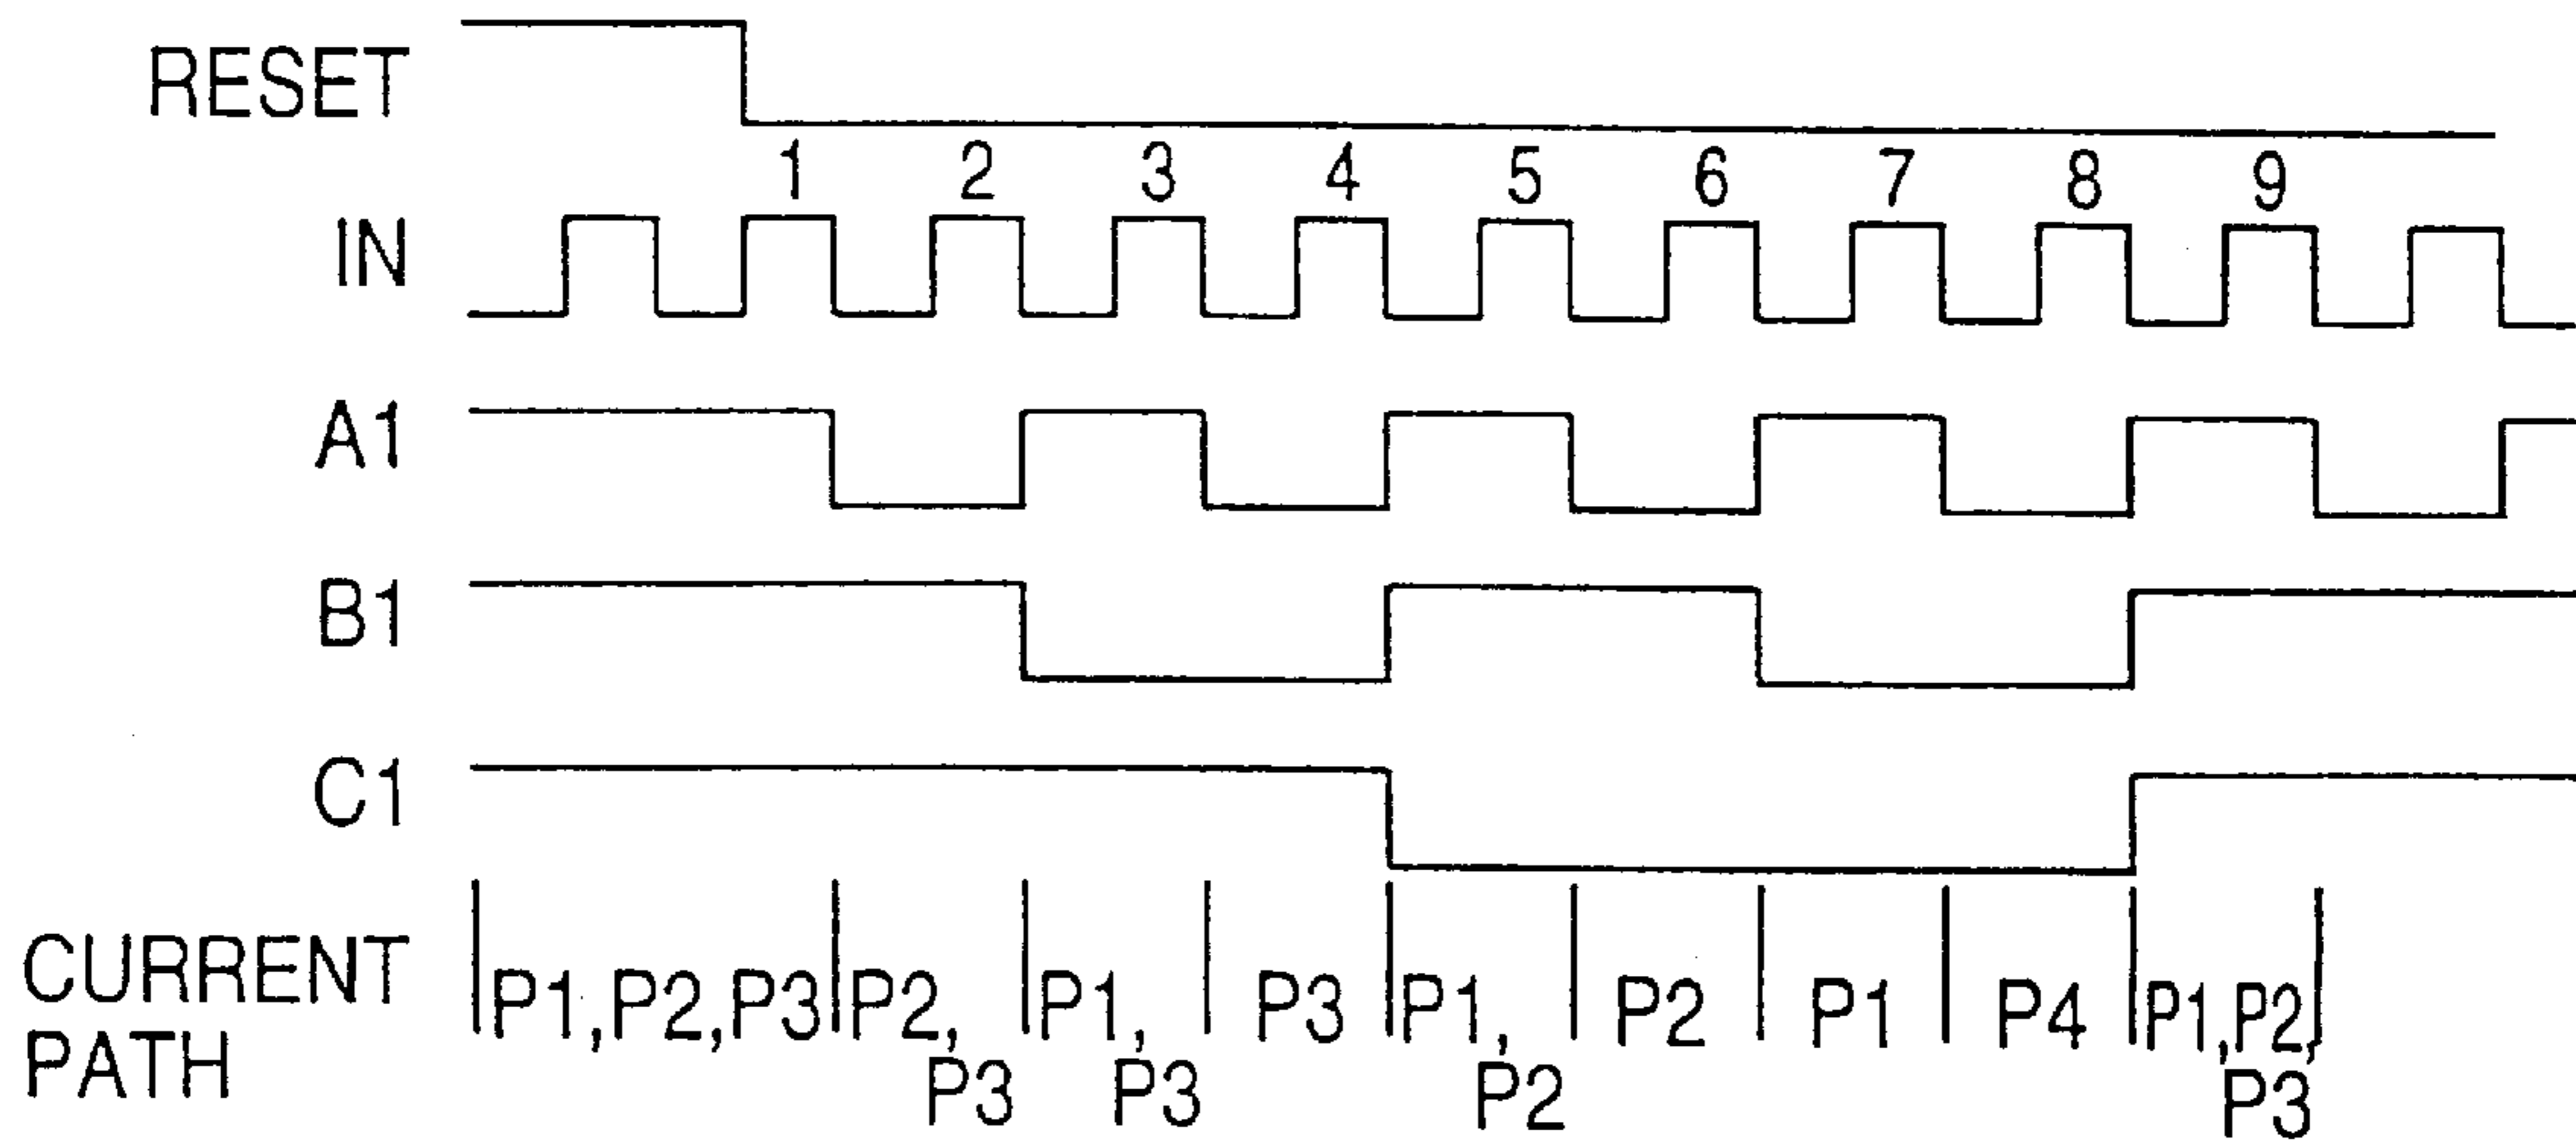 RESET
1 2 3 4 5 6 7 8 9
IN
A1
B1
C1
CURRENT PATH
P1,P2,P3
P2, P3
P1, P3
P3
P1, P2
P2
P1
P4
P1,P2, P3